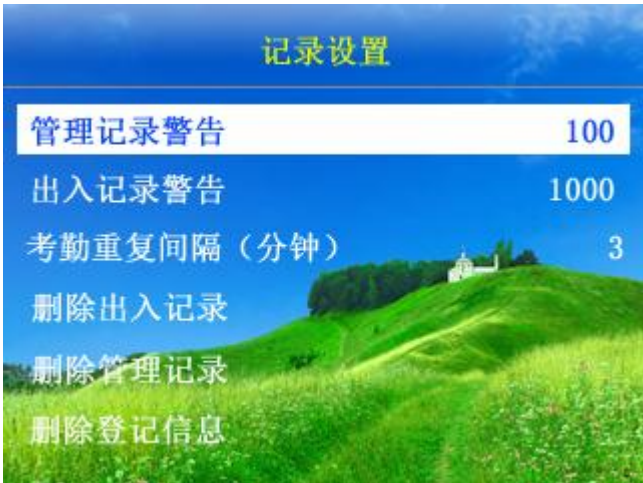 记录设置
管理记录警告 100
出入记录警告 1000
考勤重复间隔（分钟） 3
删除出入记录
删除管理记录
删除登记信息